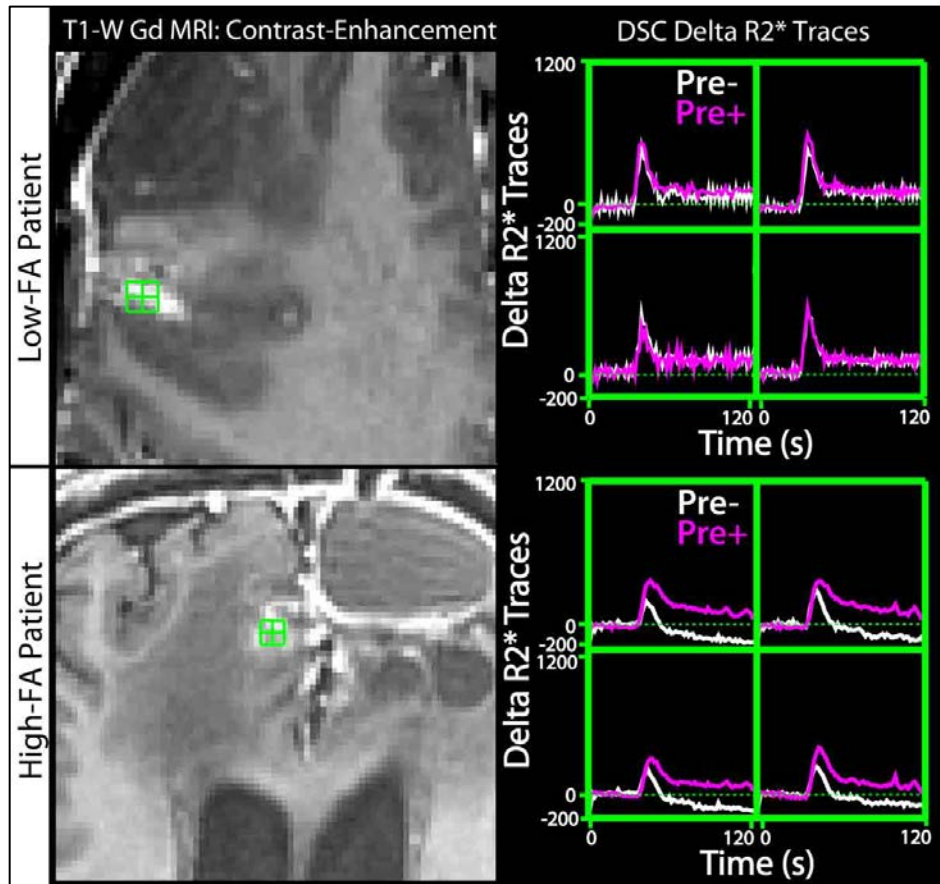 T1-W Gd MRI: Contrast-Enhancement
DSC Delta R2* Traces
Low-FA Patient
Delta R2* Traces
1200
0
-200
1200
0
-200
Pre-
Pre+
0
120
0
120
Time (s)
High-FA Patient
Delta R2* Traces
1200
0
-200
1200
0
-200
Pre-
Pre+
0
120
0
120
Time (s)